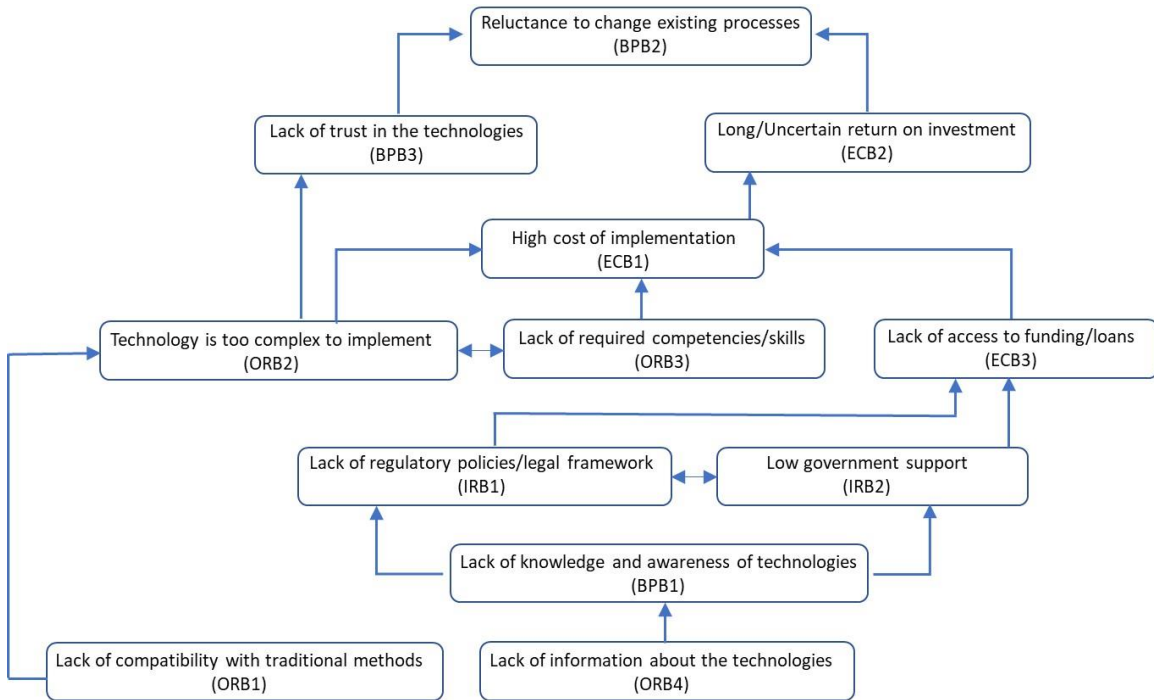 Reluctance to change existing processes
(BPB2)
Lack of trust in the technologies
(BPB3)
Long/Uncertain return on investment
(ECB2)
High cost of implementation
(ECB1)
Technology is too complex to implement
(ORB2)
Lack of required competencies/skills
(ORB3)
Lack of access to funding/loans
(ECB3)
Lack of regulatory policies/legal framework
(IRB1)
Low government support
(IRB2)
Lack of knowledge and awareness of technologies
(BPB1)
Lack of compatibility with traditional methods
(ORB1)
Lack of information about the technologies
(ORB4)